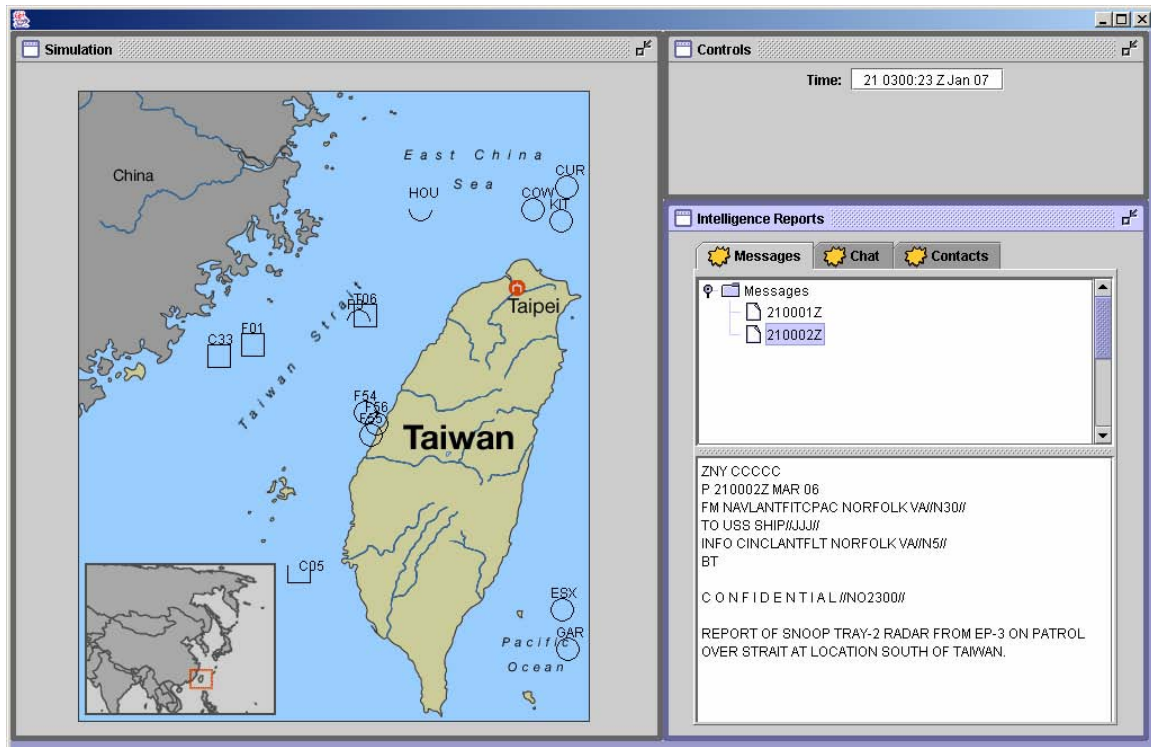 Simulation
China
East China
Sea
HOU
CUR
COW
KIT
Taipei
T06
Taiwan Strait
F01
C33
F54
F56
F55
Taiwan
C05
ESX
GAR
Pacific
Ocean
Controls
Time: 21 0300:23 Z Jan 07
Intelligence Reports
Messages Chat Contacts
Messages
210001Z
210002Z
ZNY CCCCC
P 210002Z MAR 06
FM NAVLANTFITCPAC NORFOLK VA//N30//
TO USS SHIP//JJJ//
INFO CINCLANTFLT NORFOLK VA//N5//
BT
C O N F I D E N T I A L //NO2300//
REPORT OF SNOOP TRAY-2 RADAR FROM EP-3 ON PATROL
OVER STRAIT AT LOCATION SOUTH OF TAIWAN.